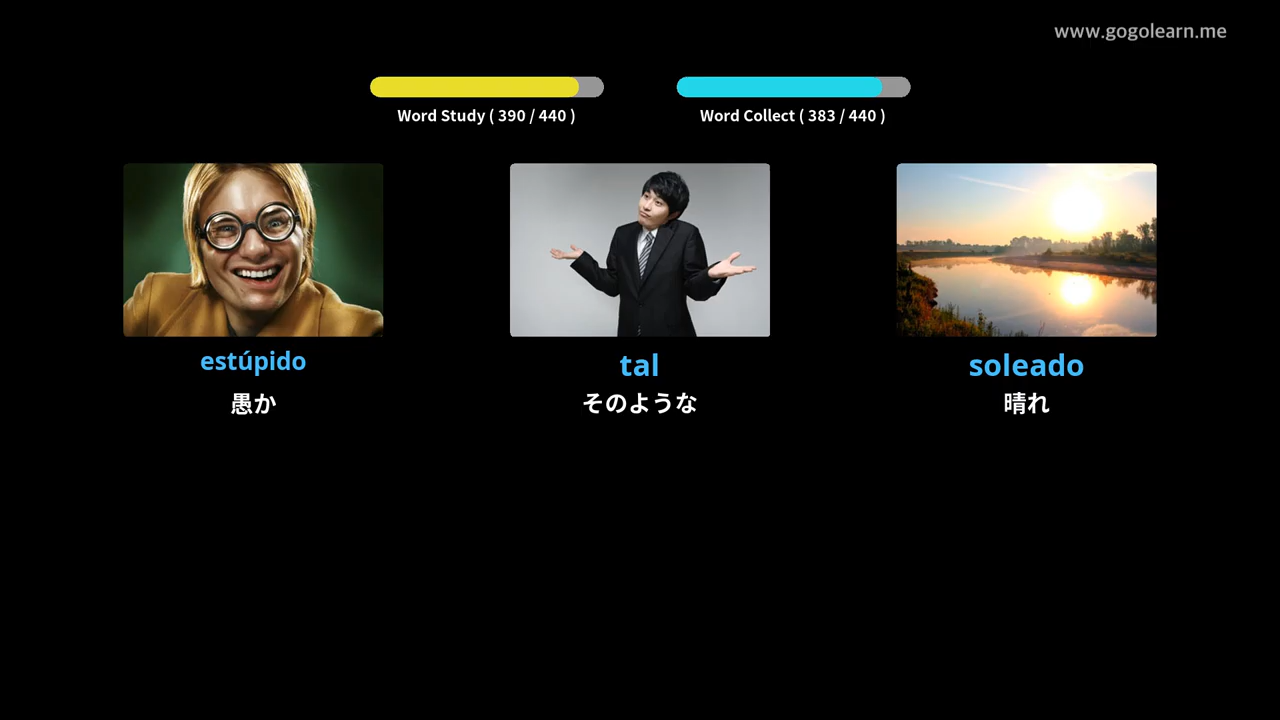 www.gogolearn.me
Word Study ( 390 / 440 )
Word Collect ( 383 / 440 )
estúpido
愚か
tal
そのような
soleado
晴れ